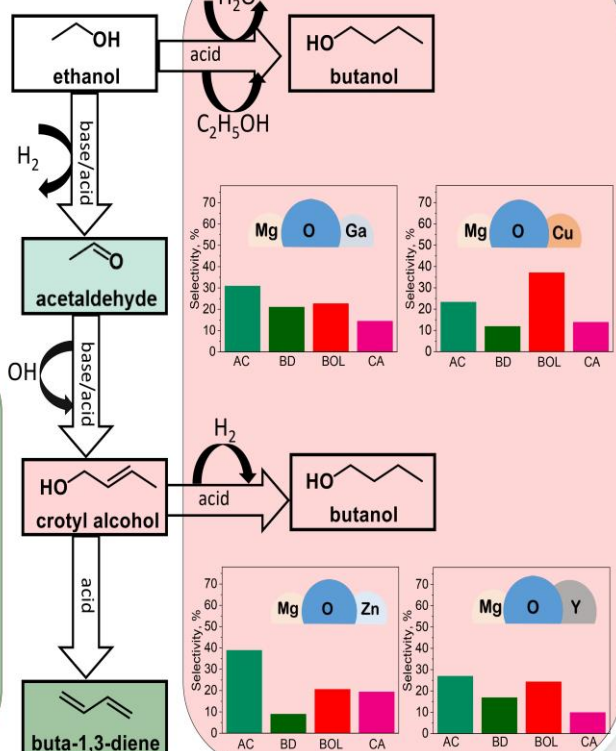 H₂O
OH
ethanol
acid
HO
butanol
C₂H₅OH
H₂
base/acid
O
acetaldehyde
Selectivity, %
70
60
50
40
30
20
10
0
Mg O Ga
AC BD BOL CA
Selectivity, %
70
60
50
40
30
20
10
0
Mg O Cu
AC BD BOL CA
OH
base/acid
HO
crotyl alcohol
H₂
acid
HO
butanol
acid
Selectivity, %
70
60
50
40
30
20
10
0
Mg O Zn
AC BD BOL CA
Selectivity, %
70
60
50
40
30
20
10
0
Mg O Y
AC BD BOL CA
buta-1,3-diene